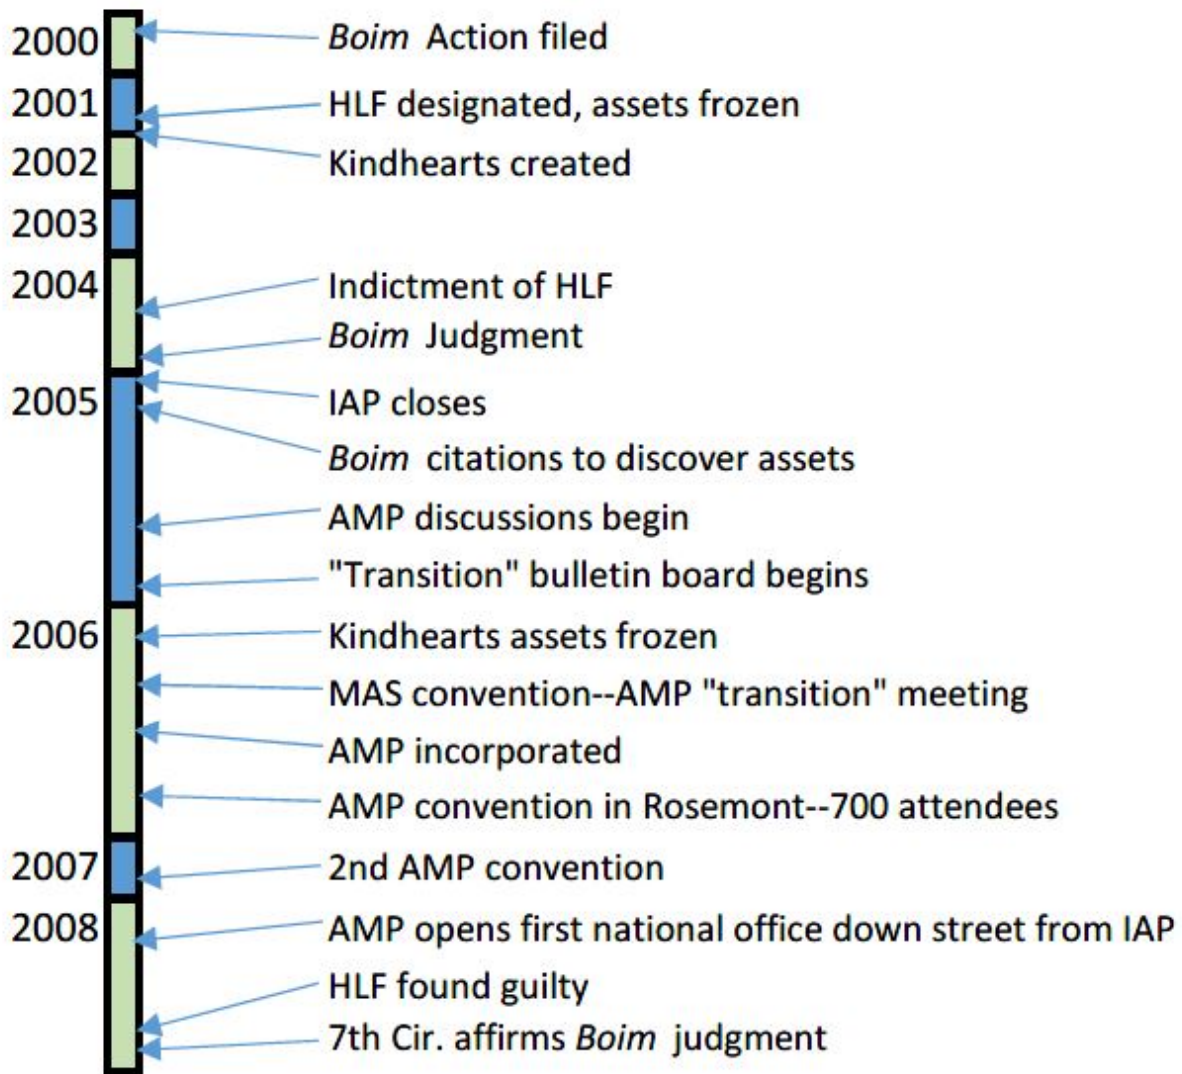 2000 Boim Action filed
2001 HLF designated, assets frozen
2002 Kindhearts created
2003
2004 Indictment of HLF
Boim Judgment
2005 IAP closes
Boim citations to discover assets
AMP discussions begin
"Transition" bulletin board begins
2006 Kindhearts assets frozen
MAS convention--AMP "transition" meeting
AMP incorporated
AMP convention in Rosemont--700 attendees
2007 2nd AMP convention
2008 AMP opens first national office down street from IAP
HLF found guilty
7th Cir. affirms Boim judgment